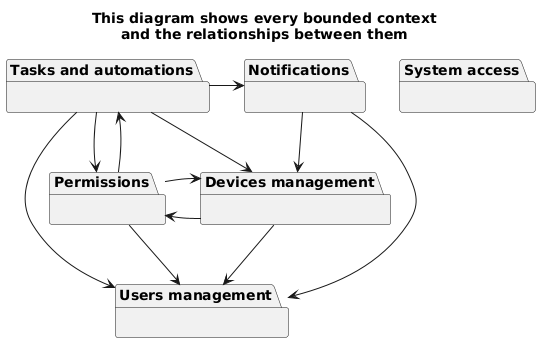 This diagram shows every bounded context
and the relationships between them
Tasks and automations
Notifications
System access
Permissions
Devices management
Users management